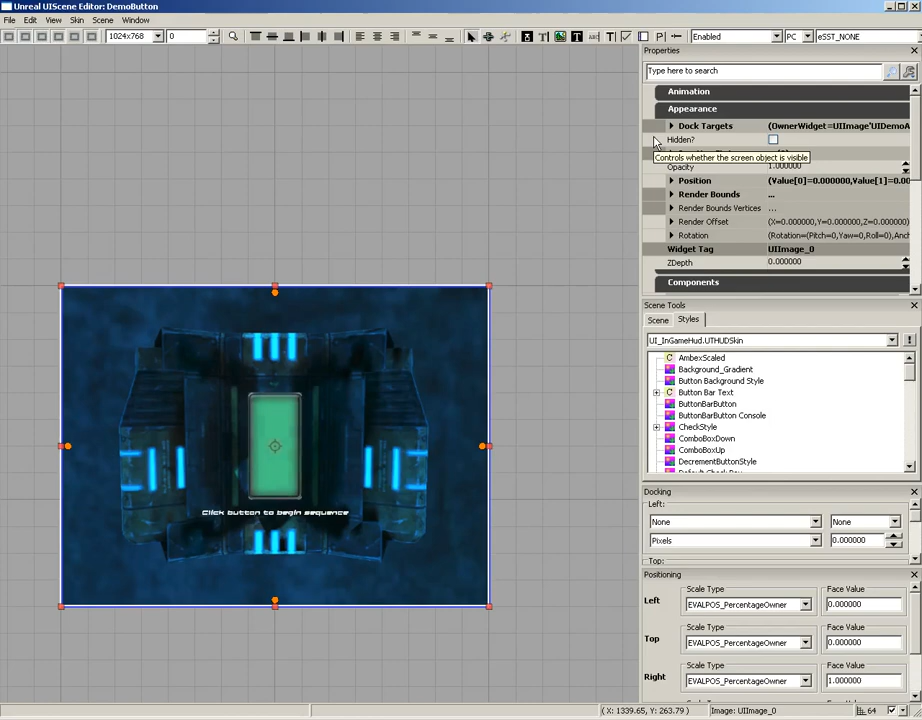 Unreal UIScene Editor: DemoButton
File Edit View Skin Scene Window
1024x768 0 Enabled PC eSST_NONE
Properties
Type here to search
Animation
Appearance
Dock Targets (OwnerWidget=UIImage'UIDemoA
Hidden?
Controls whether the screen object is visible
Opacity 1.000000
Position (Value[0]=0.000000,Value[1]=0.00
Render Bounds ...
Render Bounds Vertices ...
Render Offset (X=0.000000,Y=0.000000,Z=0.000000)
Rotation (Rotation=(Pitch=0,Yaw=0,Roll=0),Anch
Widget Tag UIImage_0
ZDepth 0.000000
Components
Scene Tools
Scene Styles
UI_InGameHud.UTHUDSkin
AmbexScaled
Background_Gradient
Button Background Style
Button Bar Text
ButtonBarButton
ButtonBarButton Console
CheckStyle
ComboBoxDown
ComboBoxUp
DecrementButtonStyle
Default Check Box
Click button to begin sequence
Docking
Left:
None None
Pixels 0.000000
Top:
Positioning
Left Scale Type Face Value
EVALPOS_PercentageOwner 0.000000
Top Scale Type Face Value
EVALPOS_PercentageOwner 0.000000
Right Scale Type Face Value
EVALPOS_PercentageOwner 1.000000
(X: 1339.65, Y: 263.79) Image: UIImage_0 64